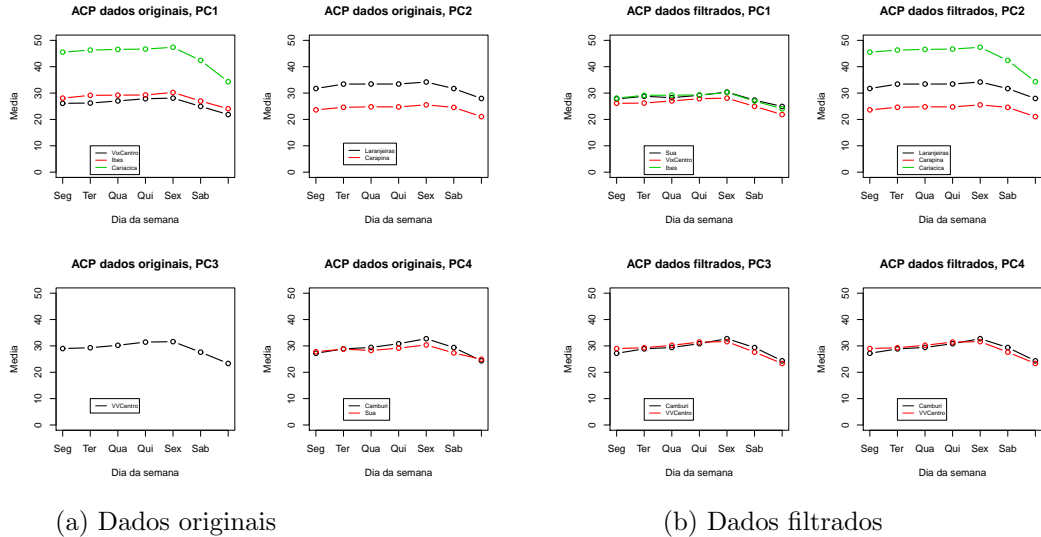 ACP dados originais, PC1
Media
50
40
30
20
10
0
VixCentro
Ibes
Cariacica
Seg Ter Qua Qui Sex Sab
Dia da semana
ACP dados originais, PC2
Media
50
40
30
20
10
0
Laranjeiras
Carapina
Seg Ter Qua Qui Sex Sab
Dia da semana
ACP dados originais, PC3
Media
50
40
30
20
10
0
VVCentro
Seg Ter Qua Qui Sex Sab
Dia da semana
ACP dados originais, PC4
Media
50
40
30
20
10
0
Camburi
Sua
Seg Ter Qua Qui Sex Sab
Dia da semana
(a) Dados originais
ACP dados filtrados, PC1
Media
50
40
30
20
10
0
Sua
VixCentro
Ibes
Seg Ter Qua Qui Sex Sab
Dia da semana
ACP dados filtrados, PC2
Media
50
40
30
20
10
0
Laranjeiras
Carapina
Cariacica
Seg Ter Qua Qui Sex Sab
Dia da semana
ACP dados filtrados, PC3
Media
50
40
30
20
10
0
Camburi
VVCentro
Seg Ter Qua Qui Sex Sab
Dia da semana
ACP dados filtrados, PC4
Media
50
40
30
20
10
0
Camburi
VVCentro
Seg Ter Qua Qui Sex Sab
Dia da semana
(b) Dados filtrados